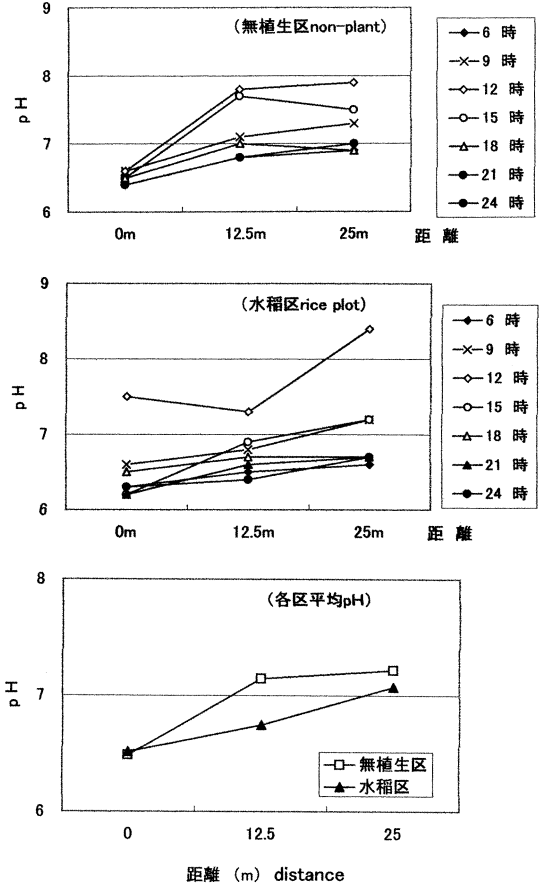 （無植生区non-plant）
pH
9
8
7
6
0m 12.5m 25m 距 離
6 時
9 時
12 時
15 時
18 時
21 時
24 時
（水稲区rice plot）
pH
9
8
7
6
0m 12.5m 25m 距 離
6 時
9 時
12 時
15 時
18 時
21 時
24 時
（各区平均pH）
pH
8
7
6
無植生区
水稲区
0 12.5 25
距離（m）distance